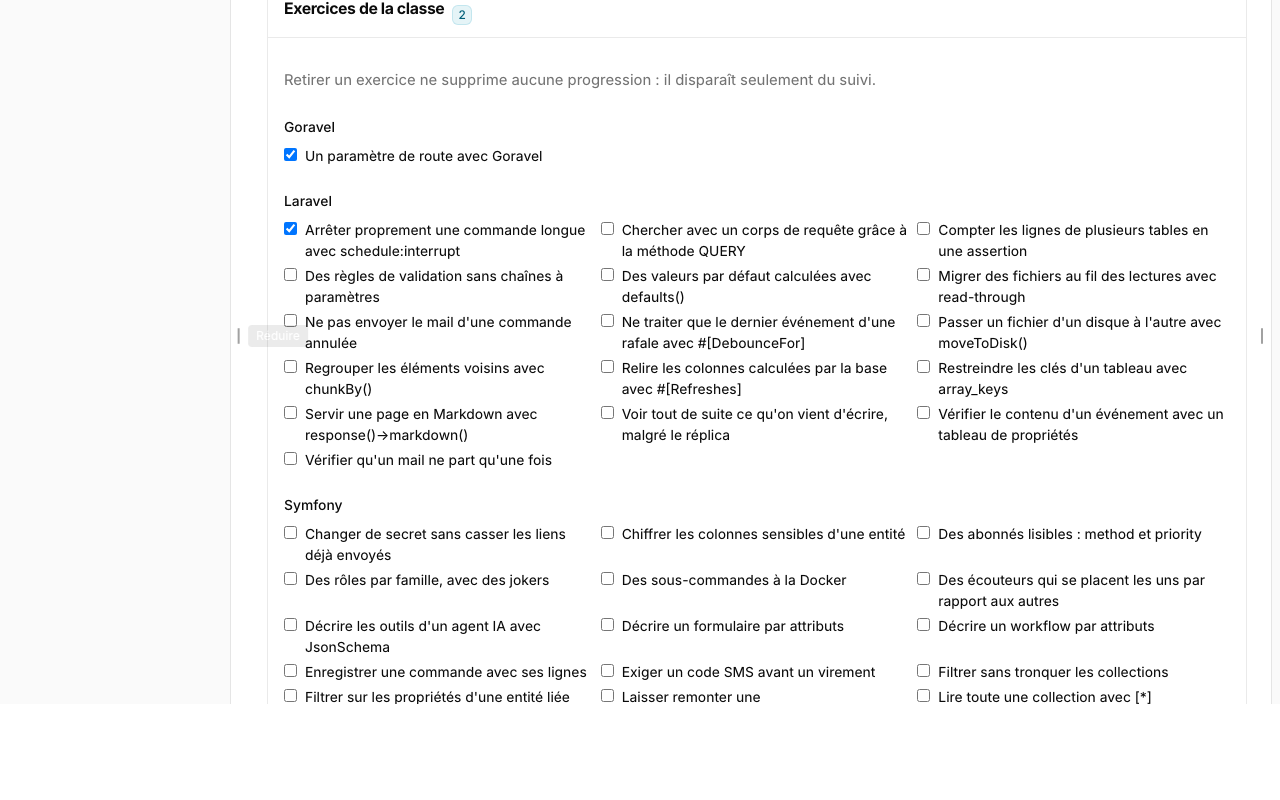 Exercices de la classe 2
Retirer un exercice ne supprime aucune progression : il disparaît seulement du suivi.
Goravel
Un paramètre de route avec Goravel
Laravel
Arrêter proprement une commande longue
avec schedule:interrupt
Chercher avec un corps de requête grâce à
la méthode QUERY
Compter les lignes de plusieurs tables en
une assertion
Des règles de validation sans chaînes à
paramètres
Des valeurs par défaut calculées avec
defaults()
Migrer des fichiers au fil des lectures avec
read-through
Réduire
Ne pas envoyer le mail d'une commande
annulée
Ne traiter que le dernier événement d'une
rafale avec #[DebounceFor]
Passer un fichier d'un disque à l'autre avec
moveToDisk()
Regrouper les éléments voisins avec
chunkBy()
Relire les colonnes calculées par la base
avec #[Refreshes]
Restreindre les clés d'un tableau avec
array_keys
Servir une page en Markdown avec
response()→markdown()
Voir tout de suite ce qu'on vient d'écrire,
malgré le réplica
Vérifier le contenu d'un événement avec un
tableau de propriétés
Vérifier qu'un mail ne part qu'une fois
Symfony
Changer de secret sans casser les liens
déjà envoyés
Chiffrer les colonnes sensibles d'une entité
Des abonnés lisibles : method et priority
Des rôles par famille, avec des jokers
Des sous-commandes à la Docker
Des écouteurs qui se placent les uns par
rapport aux autres
Décrire les outils d'un agent IA avec
JsonSchema
Décrire un formulaire par attributs
Décrire un workflow par attributs
Enregistrer une commande avec ses lignes
Exiger un code SMS avant un virement
Filtrer sans tronquer les collections
Filtrer sur les propriétés d'une entité liée
Laisser remonter une
Lire toute une collection avec [*]